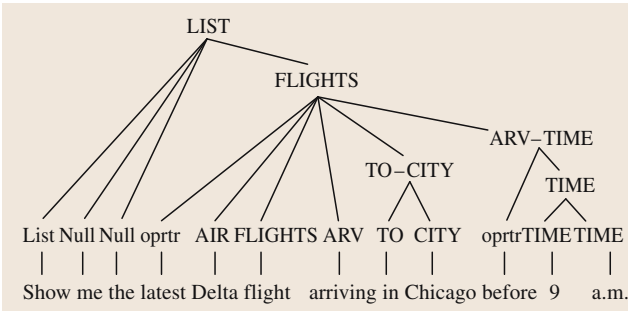 LIST
FLIGHTS
ARV–TIME
TO–CITY
TIME
List Null Null oprtr AIR FLIGHTS ARV TO CITY oprtr TIME TIME
Show me the latest Delta flight arriving in Chicago before 9 a.m.